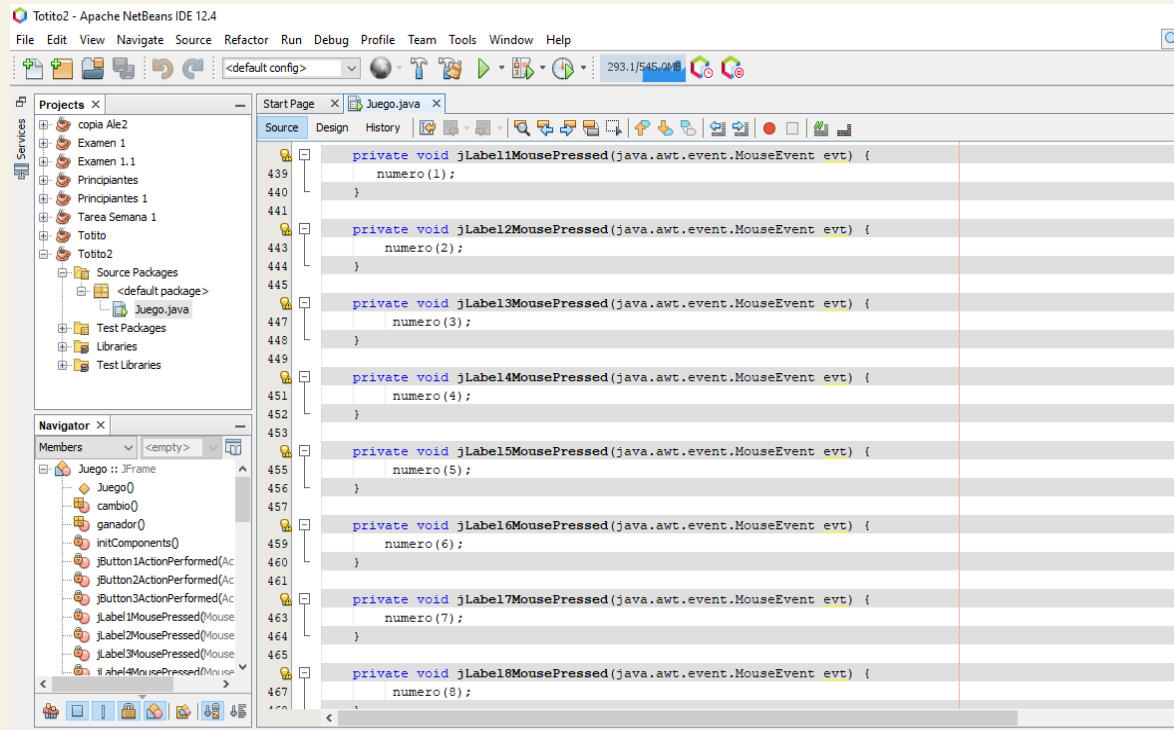 Totito2 - Apache NetBeans IDE 12.4
File Edit View Navigate Source Refactor Run Debug Profile Team Tools Window Help
<default config> 293.1/545.0MB
Services
Projects
copia Ale2
Examen 1
Examen 1.1
Principiantes
Principiantes 1
Tarea Semana 1
Totito
Totito2
Source Packages
<default package>
Juego.java
Test Packages
Libraries
Test Libraries
Navigator
Members <empty>
Juego :: JFrame
Juego()
cambio()
ganador()
initComponents()
jButton1ActionPerformed(Ac
jButton2ActionPerformed(Ac
jButton3ActionPerformed(Ac
jLabel1MousePressed(Mouse
jLabel2MousePressed(Mouse
jLabel3MousePressed(Mouse
jLabel4MousePressed(Mouse
Start Page Juego.java
Source Design History
private void jLabel1MousePressed(java.awt.event.MouseEvent evt) {
439 numero(1);
440 }
441
private void jLabel2MousePressed(java.awt.event.MouseEvent evt) {
443 numero(2);
444 }
445
private void jLabel3MousePressed(java.awt.event.MouseEvent evt) {
447 numero(3);
448 }
449
private void jLabel4MousePressed(java.awt.event.MouseEvent evt) {
451 numero(4);
452 }
453
private void jLabel5MousePressed(java.awt.event.MouseEvent evt) {
455 numero(5);
456 }
457
private void jLabel6MousePressed(java.awt.event.MouseEvent evt) {
459 numero(6);
460 }
461
private void jLabel7MousePressed(java.awt.event.MouseEvent evt) {
463 numero(7);
464 }
465
private void jLabel8MousePressed(java.awt.event.MouseEvent evt) {
467 numero(8);